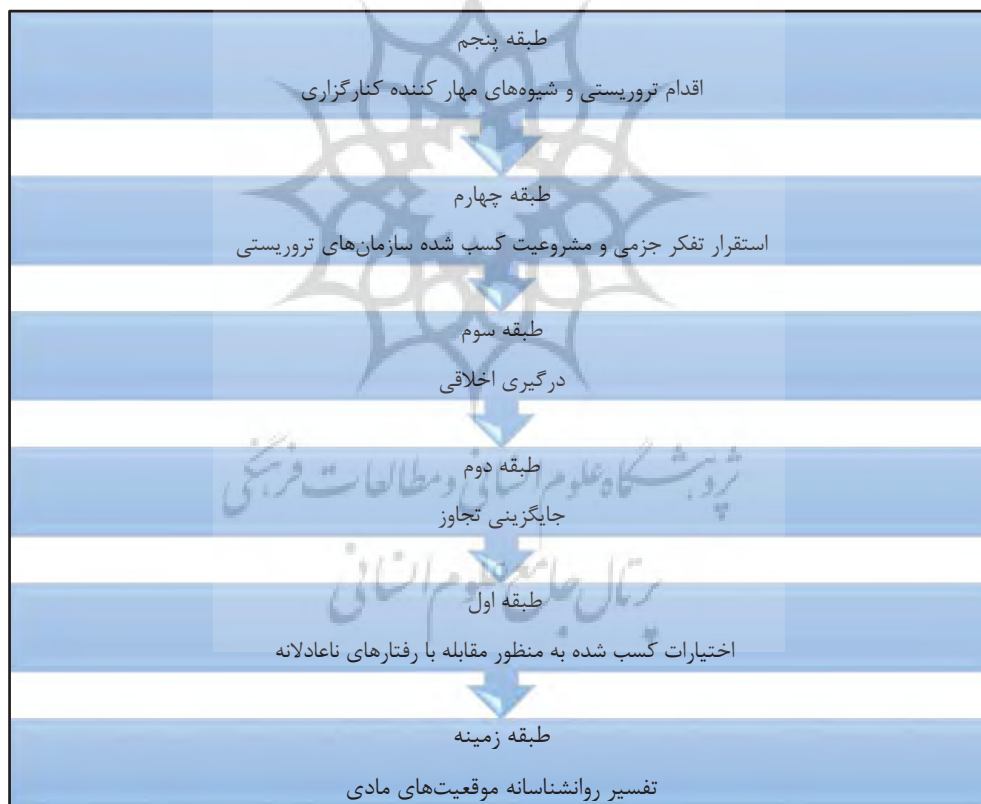 طبقه پنجم
اقدام تروریستی و شیوه‌های مهار کننده کنارگزاری
طبقه چهارم
استقرار تفکر جزمی و مشروعیت کسب شده سازمان‌های تروریستی
طبقه سوم
درگیری اخلاقی
پژوهشگاه علوم انسانی و مطالعات فرهنگی
طبقه دوم
جایگزینی تجاوز
پرتال جامع علوم انسانی
طبقه اول
اختیارات کسب شده به منظور مقابله با رفتارهای ناعادلانه
طبقه زمینه
تفسیر روانشناسانه موقعیت‌های مادی